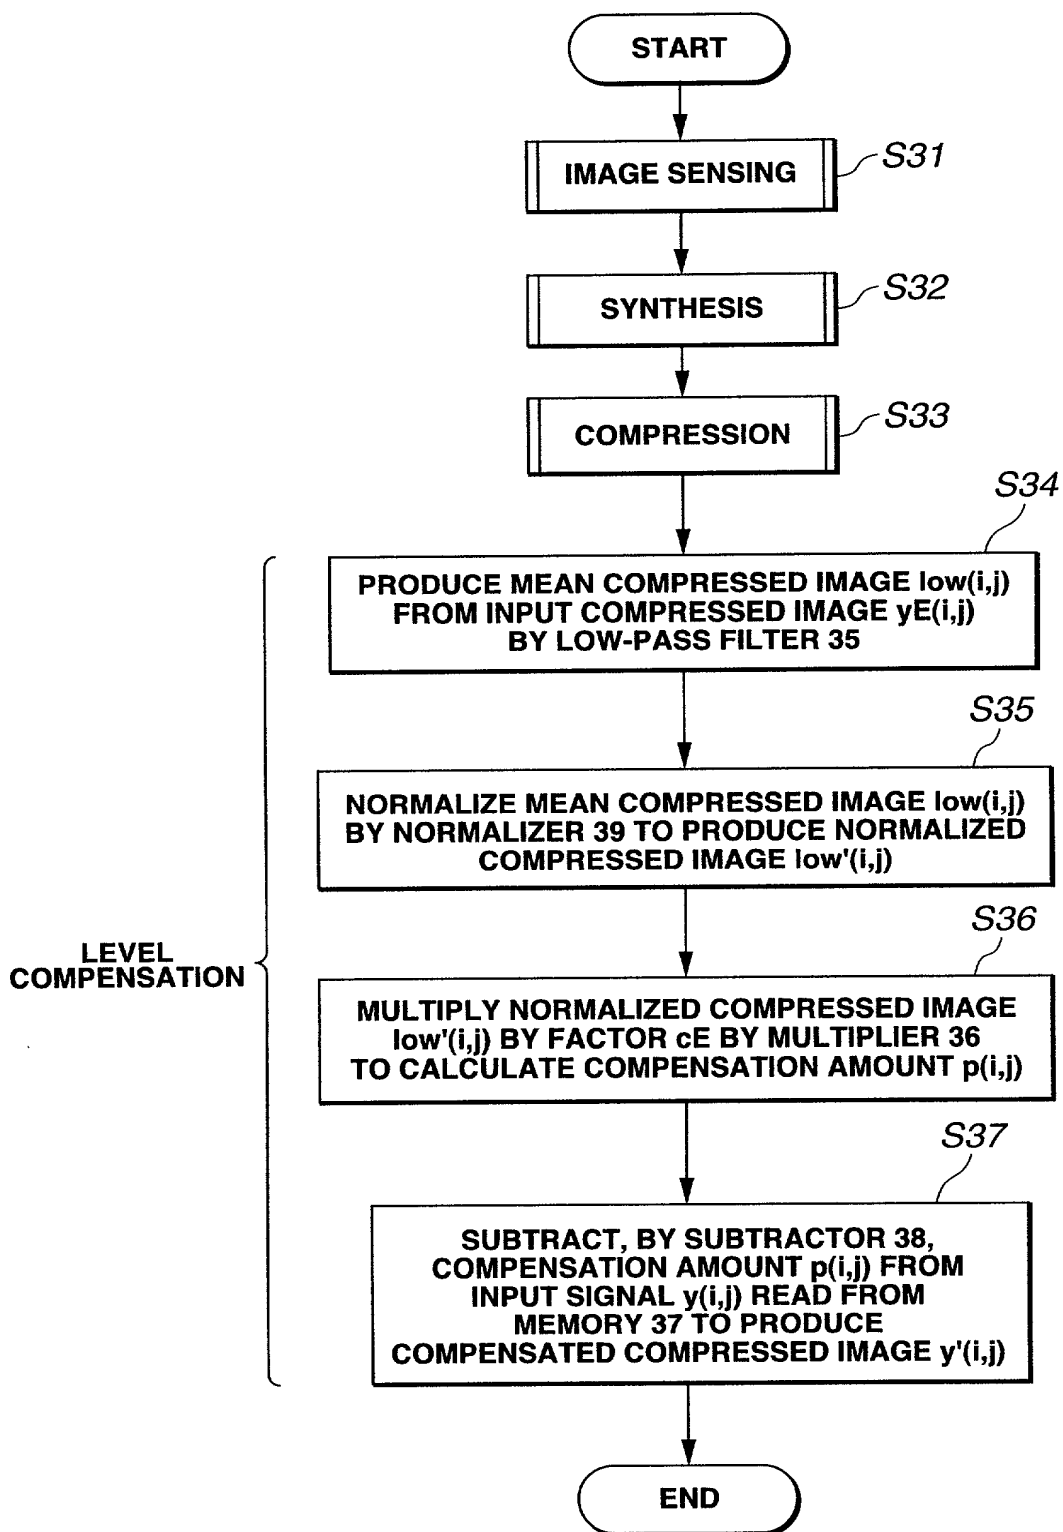 START
IMAGE SENSING
S31
SYNTHESIS
S32
COMPRESSION
S33
S34
PRODUCE MEAN COMPRESSED IMAGE low(i,j)
FROM INPUT COMPRESSED IMAGE yE(i,j)
BY LOW-PASS FILTER 35
S35
NORMALIZE MEAN COMPRESSED IMAGE low(i,j)
BY NORMALIZER 39 TO PRODUCE NORMALIZED
COMPRESSED IMAGE low'(i,j)
LEVEL
COMPENSATION
S36
MULTIPLY NORMALIZED COMPRESSED IMAGE
low'(i,j) BY FACTOR cE BY MULTIPLIER 36
TO CALCULATE COMPENSATION AMOUNT p(i,j)
S37
SUBTRACT, BY SUBTRACTOR 38,
COMPENSATION AMOUNT p(i,j) FROM
INPUT SIGNAL y(i,j) READ FROM
MEMORY 37 TO PRODUCE
COMPENSATED COMPRESSED IMAGE y'(i,j)
END